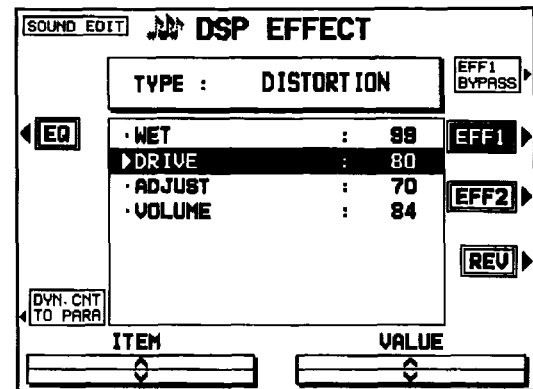 SOUND EDIT
DSP EFFECT
TYPE : DISTORTION
EFF1 BYPASS
EQ
· WET : 99
▶DRIVE : 80
· ADJUST : 70
· VOLUME : 84
EFF1
EFF2
REV
DYN. CNT TO PARA
ITEM
VALUE